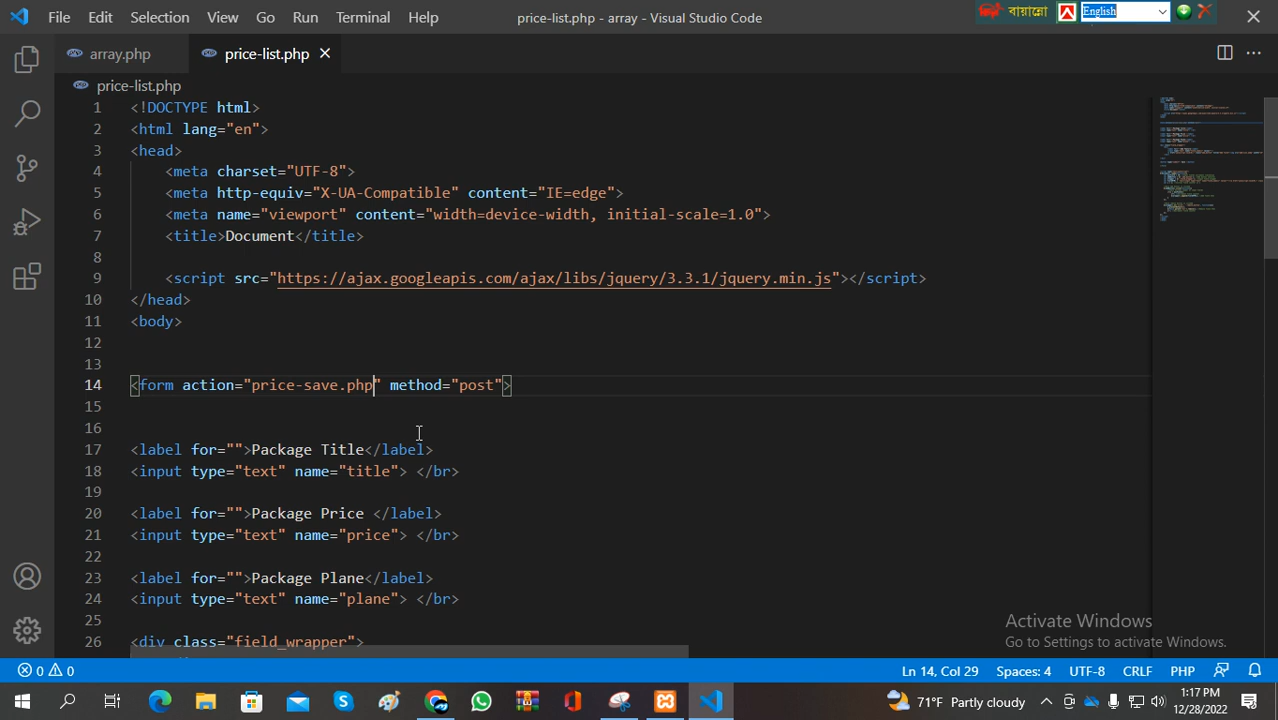 File Edit Selection View Go Run Terminal Help price-list.php - array - Visual Studio Code বায়ান্নো English
array.php price-list.php
price-list.php
1 <!DOCTYPE html>
2 <html lang="en">
3 <head>
4 <meta charset="UTF-8">
5 <meta http-equiv="X-UA-Compatible" content="IE=edge">
6 <meta name="viewport" content="width=device-width, initial-scale=1.0">
7 <title>Document</title>
8
9 <script src="https://ajax.googleapis.com/ajax/libs/jquery/3.3.1/jquery.min.js"></script>
10 </head>
11 <body>
12
13
14 <form action="price-save.php" method="post">
15
16
17 <label for="">Package Title</label>
18 <input type="text" name="title"> </br>
19
20 <label for="">Package Price </label>
21 <input type="text" name="price"> </br>
22
23 <label for="">Package Plane</label>
24 <input type="text" name="plane"> </br>
25
26 <div class="field_wrapper">
Activate Windows
Go to Settings to activate Windows.
0 0 Ln 14, Col 29 Spaces: 4 UTF-8 CRLF PHP
71°F Partly cloudy 1:17 PM
12/28/2022